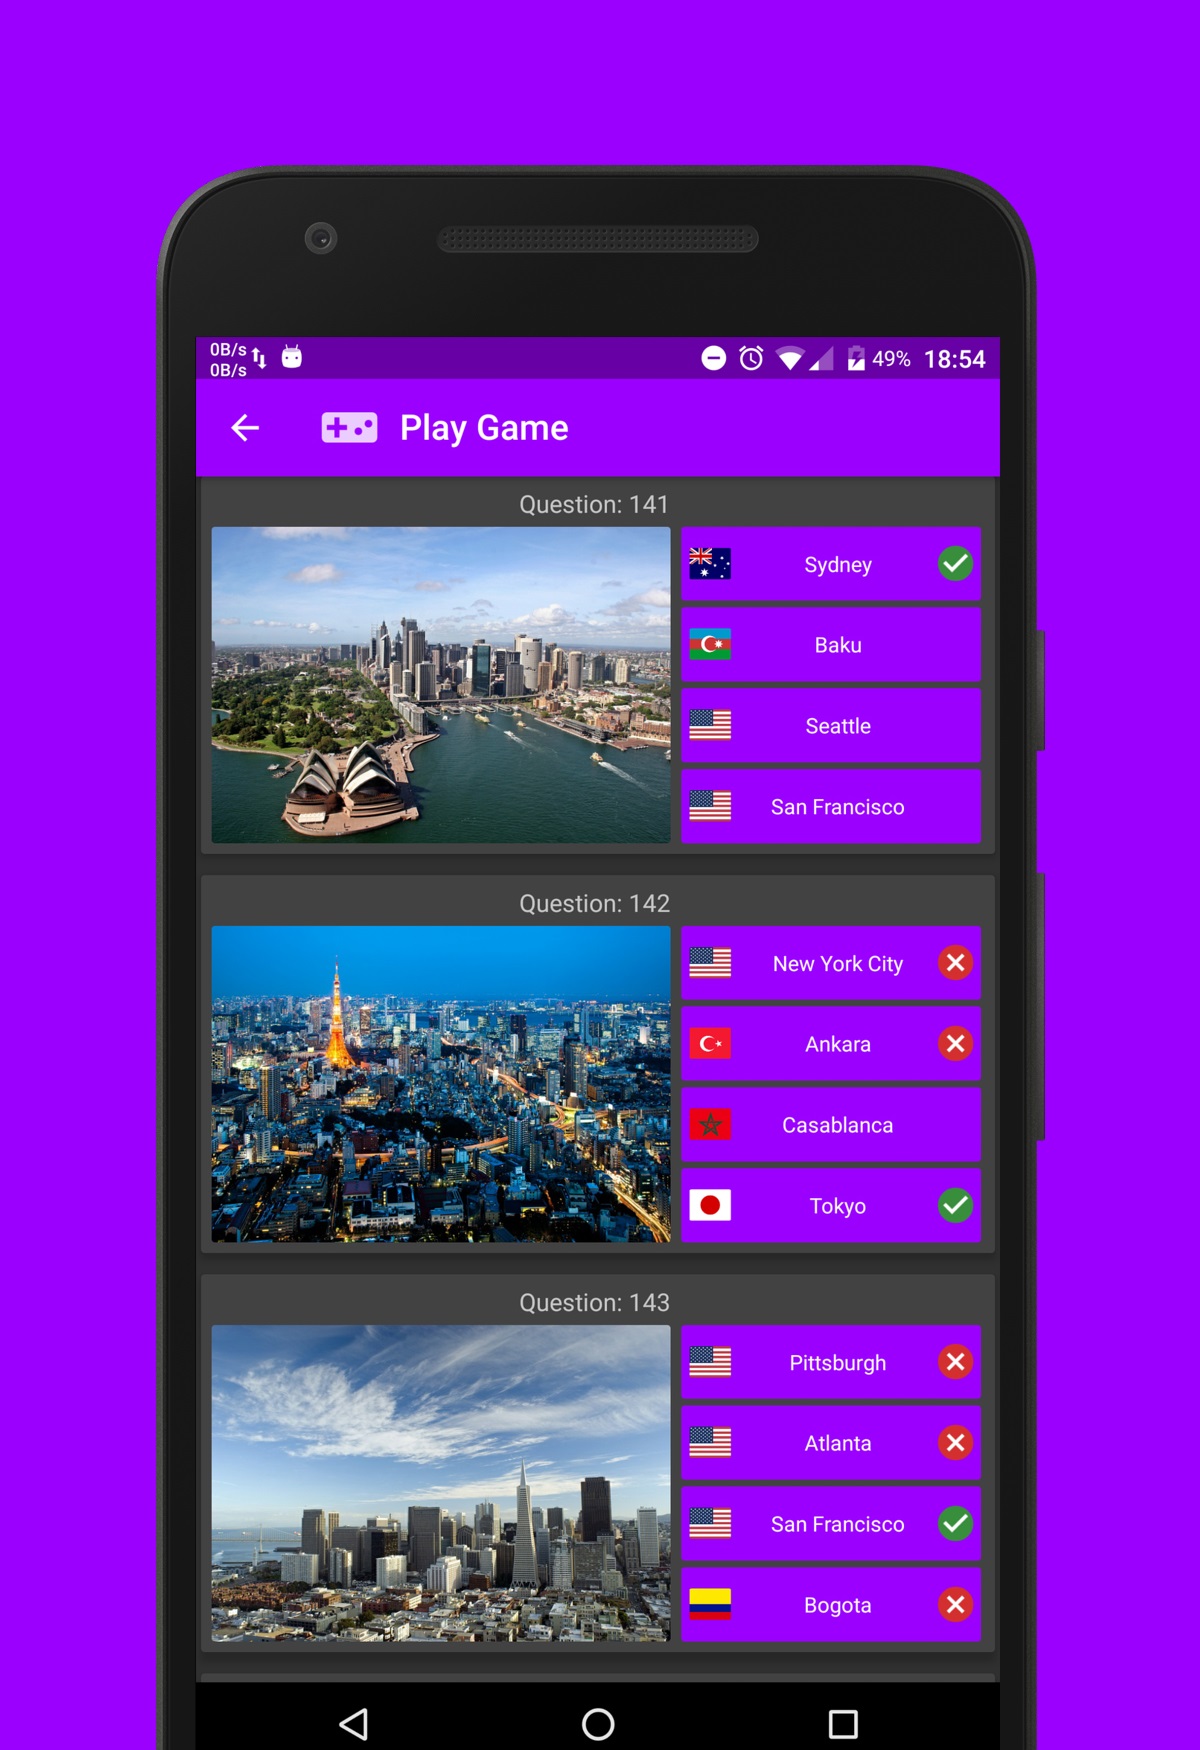 0B/s
0B/s
49% 18:54
Play Game
Question: 141
Sydney
Baku
Seattle
San Francisco
Question: 142
New York City
Ankara
Casablanca
Tokyo
Question: 143
Pittsburgh
Atlanta
San Francisco
Bogota